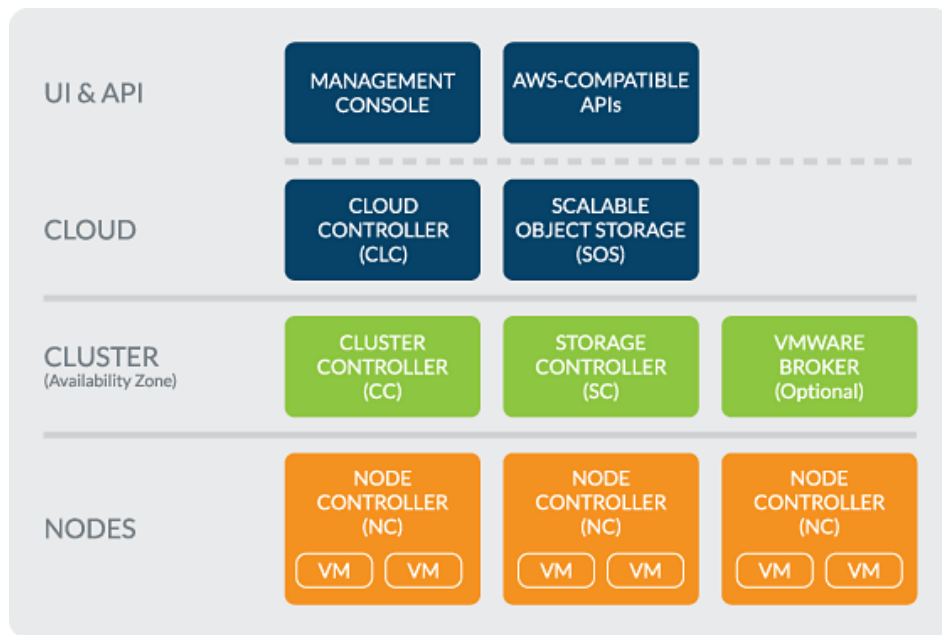 UI & API
MANAGEMENT
CONSOLE
AWS-COMPATIBLE
APIs
CLOUD
CLOUD
CONTROLLER
(CLC)
SCALABLE
OBJECT STORAGE
(SOS)
CLUSTER
(Availability Zone)
CLUSTER
CONTROLLER
(CC)
STORAGE
CONTROLLER
(SC)
VMWARE
BROKER
(Optional)
NODES
NODE
CONTROLLER
(NC)
VM VM
NODE
CONTROLLER
(NC)
VM VM
NODE
CONTROLLER
(NC)
VM VM